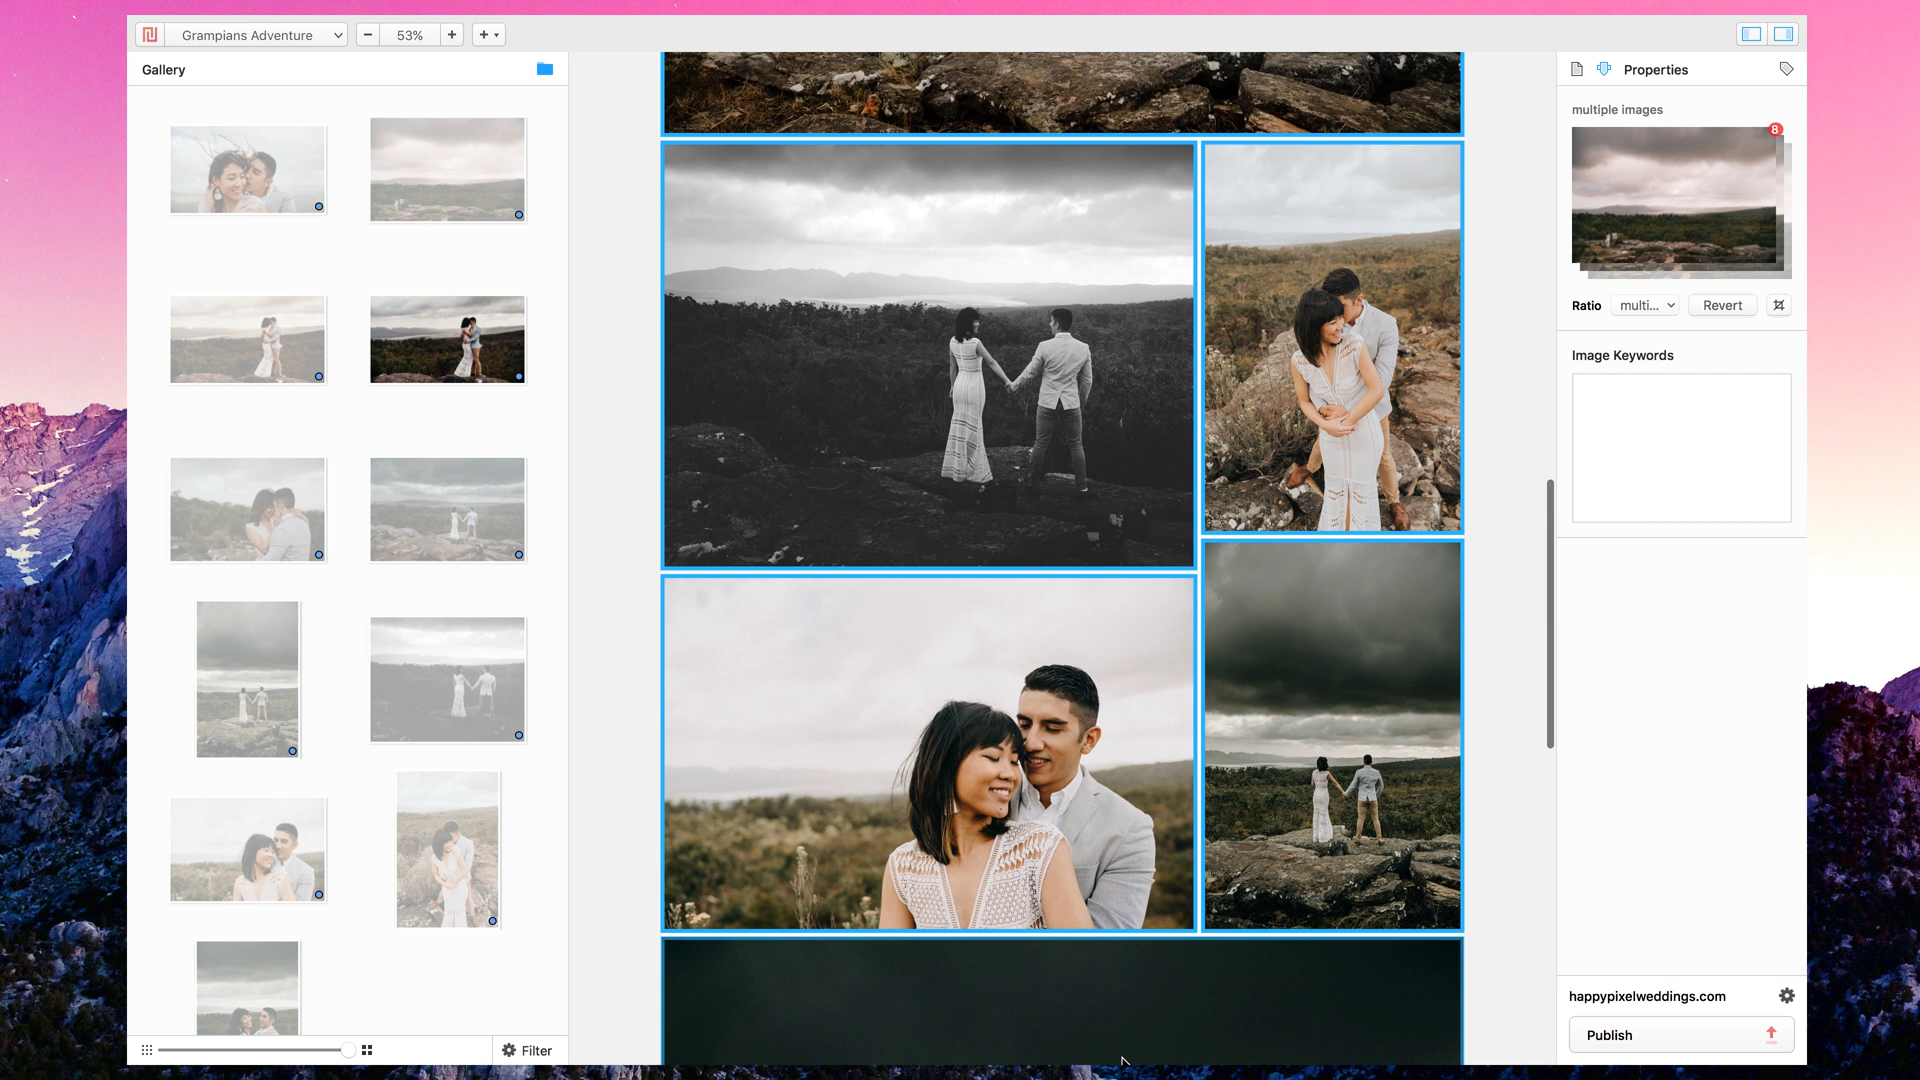 Grampians Adventure
53%
Gallery
Properties
multiple images
8
Ratio
multi...
Revert
Image Keywords
happypixelweddings.com
Publish
Filter